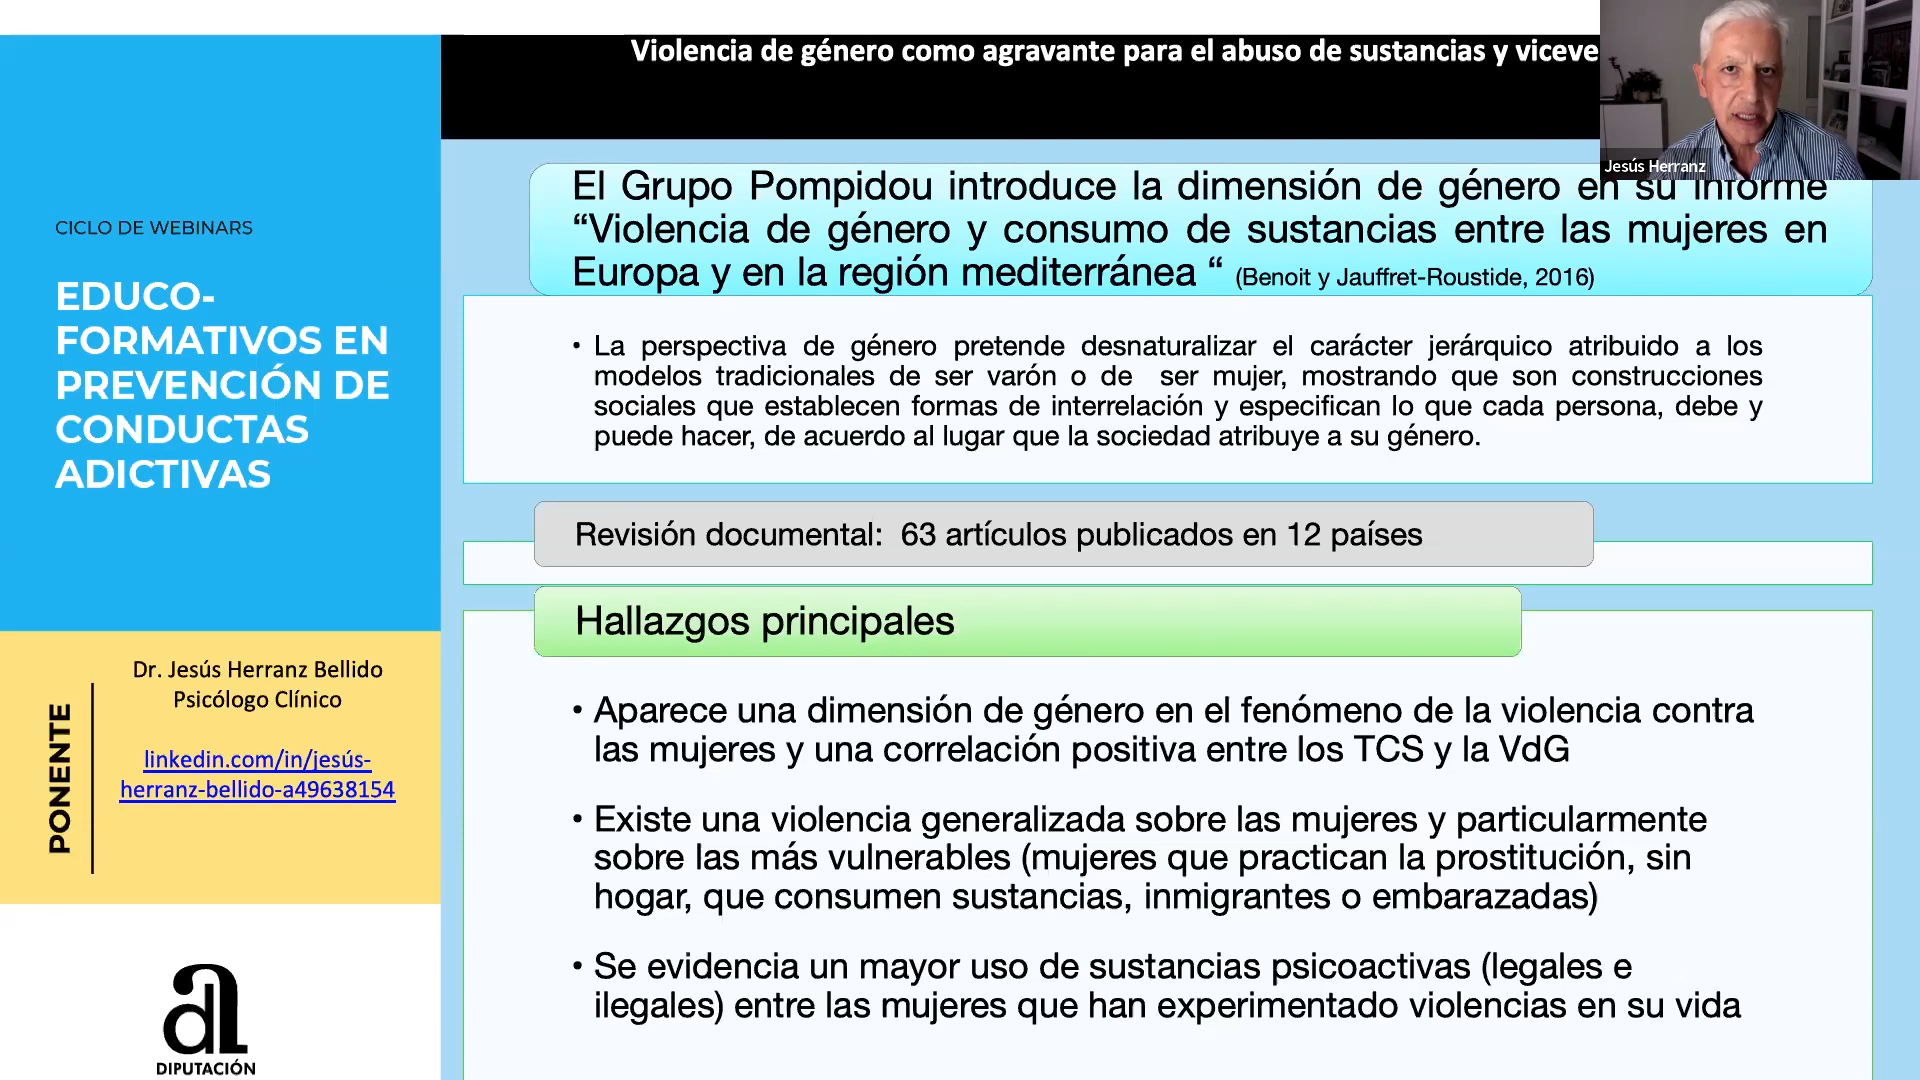 Violencia de género como agravante para el abuso de sustancias y viceve
Jesús Herranz
CICLO DE WEBINARS
EDUCO-
FORMATIVOS EN
PREVENCIÓN DE
CONDUCTAS
ADICTIVAS
PONENTE
Dr. Jesús Herranz Bellido
Psicólogo Clínico
linkedin.com/in/jesús-
herranz-bellido-a49638154
DIPUTACIÓN
El Grupo Pompidou introduce la dimensión de género en su informe
“Violencia de género y consumo de sustancias entre las mujeres en
Europa y en la región mediterránea “ (Benoit y Jauffret-Roustide, 2016)
• La perspectiva de género pretende desnaturalizar el carácter jerárquico atribuido a los
modelos tradicionales de ser varón o de ser mujer, mostrando que son construcciones
sociales que establecen formas de interrelación y especifican lo que cada persona, debe y
puede hacer, de acuerdo al lugar que la sociedad atribuye a su género.
Revisión documental: 63 artículos publicados en 12 países
Hallazgos principales
• Aparece una dimensión de género en el fenómeno de la violencia contra
las mujeres y una correlación positiva entre los TCS y la VdG
• Existe una violencia generalizada sobre las mujeres y particularmente
sobre las más vulnerables (mujeres que practican la prostitución, sin
hogar, que consumen sustancias, inmigrantes o embarazadas)
• Se evidencia un mayor uso de sustancias psicoactivas (legales e
ilegales) entre las mujeres que han experimentado violencias en su vida